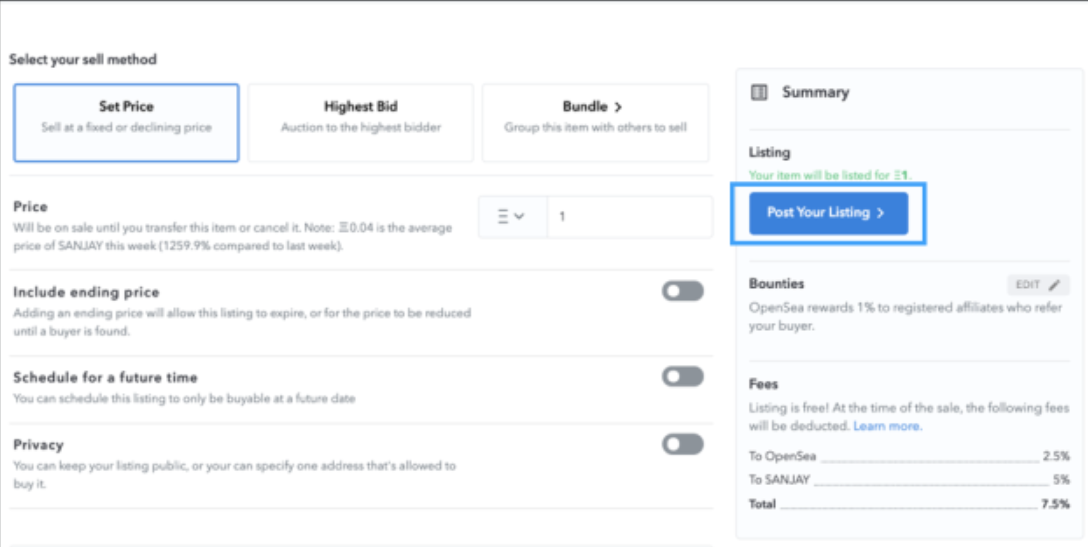 Select your sell method
Set Price
Sell at a fixed or declining price
Highest Bid
Auction to the highest bidder
Bundle >
Group this item with others to sell
Price
Will be on sale until you transfer this item or cancel it. Note: Ξ0.04 is the average
price of SANJAY this week (1259.9% compared to last week).
Ξ
1
Include ending price
Adding an ending price will allow this listing to expire, or for the price to be reduced
until a buyer is found.
Schedule for a future time
You can schedule this listing to only be buyable at a future date
Privacy
You can keep your listing public, or your can specify one address that's allowed to
buy it.
Summary
Listing
Your item will be listed for Ξ1.
Post Your Listing >
Bounties
EDIT
OpenSea rewards 1% to registered affiliates who refer
your buyer.
Fees
Listing is free! At the time of the sale, the following fees
will be deducted. Learn more.
To OpenSea 2.5%
To SANJAY 5%
Total 7.5%